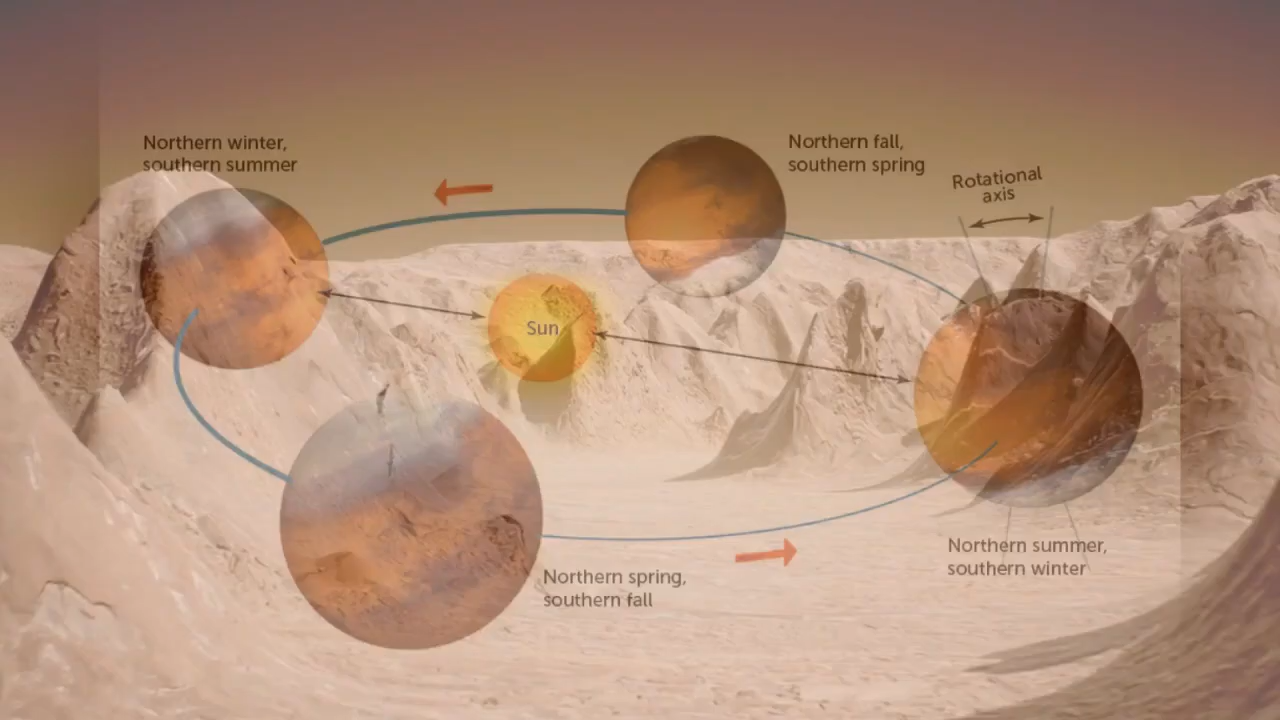 Northern winter,
southern summer
Northern fall,
southern spring
Rotational
axis
Sun
Northern spring,
southern fall
Northern summer,
southern winter